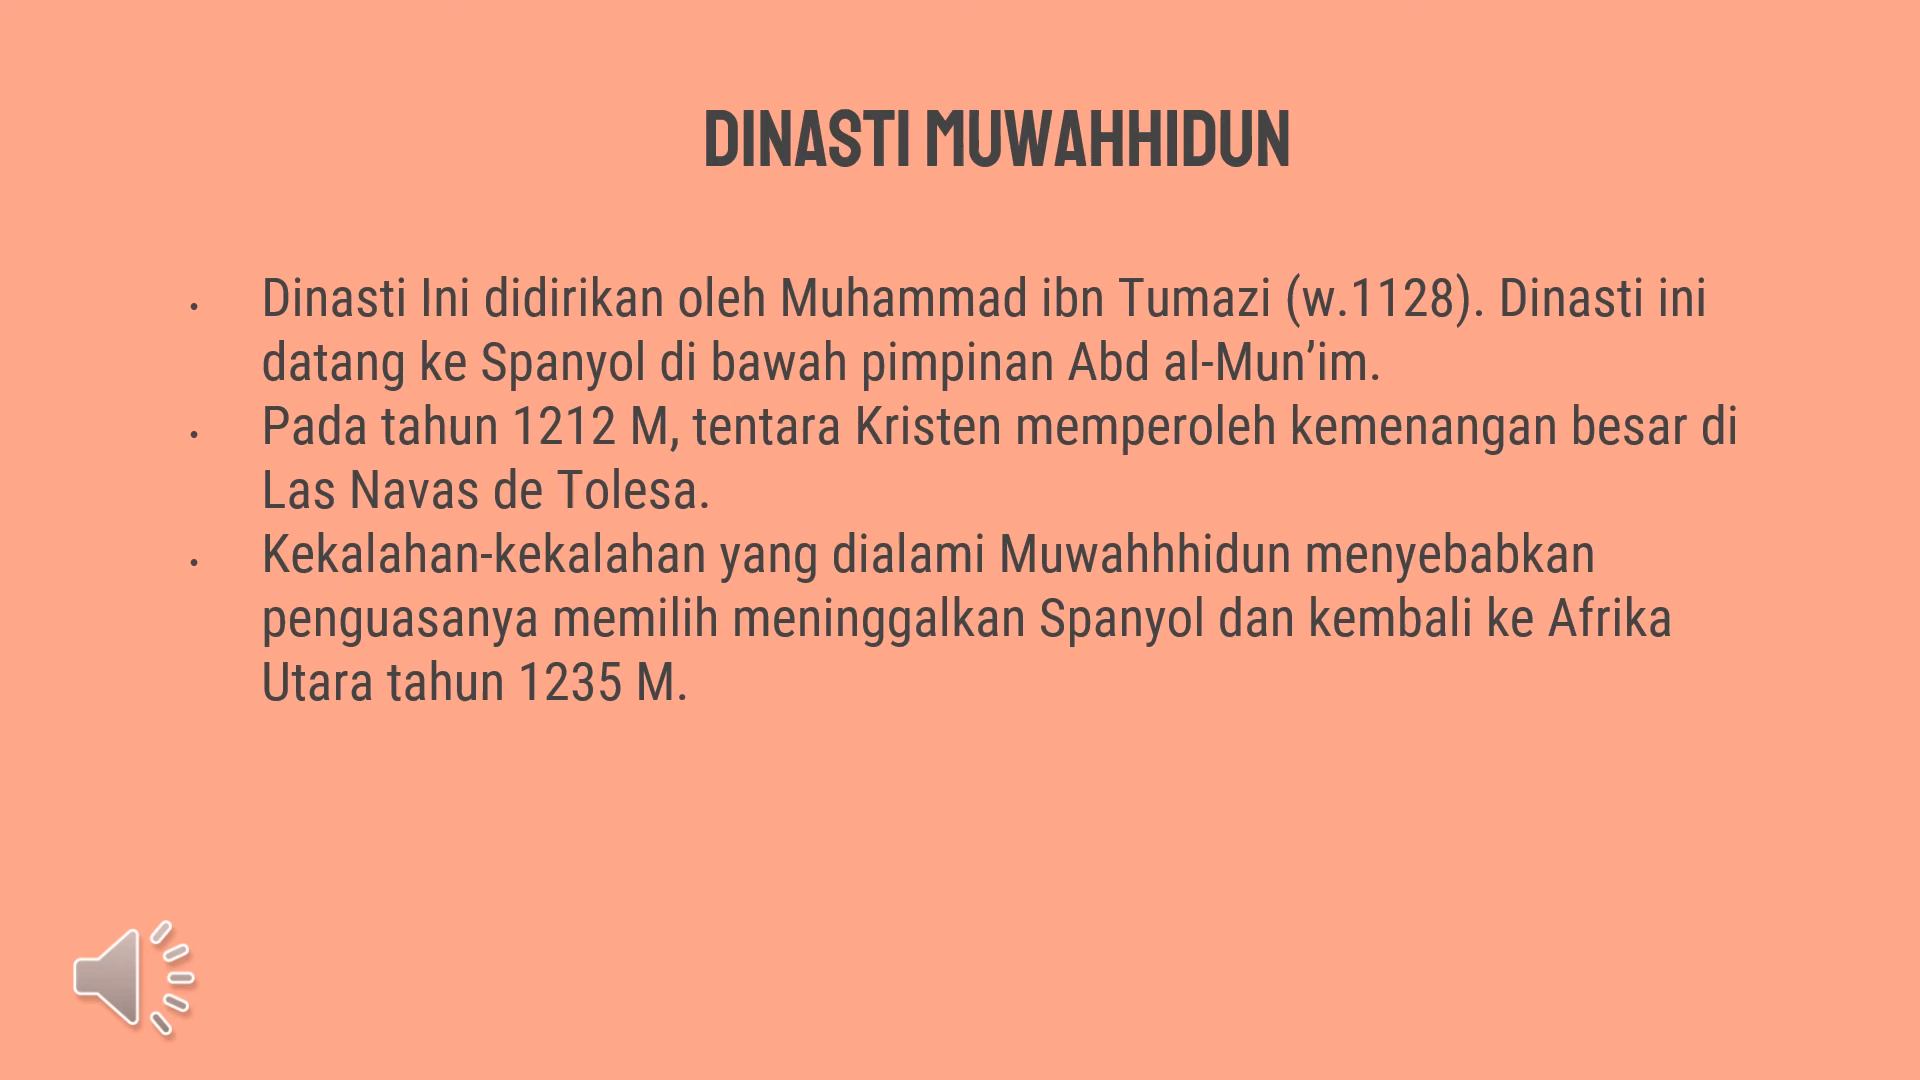 DINASTI MUWAHHIDUN
• Dinasti Ini didirikan oleh Muhammad ibn Tumazi (w.1128). Dinasti ini
datang ke Spanyol di bawah pimpinan Abd al-Mun’im.
• Pada tahun 1212 M, tentara Kristen memperoleh kemenangan besar di
Las Navas de Tolesa.
• Kekalahan-kekalahan yang dialami Muwahhhidun menyebabkan
penguasanya memilih meninggalkan Spanyol dan kembali ke Afrika
Utara tahun 1235 M.